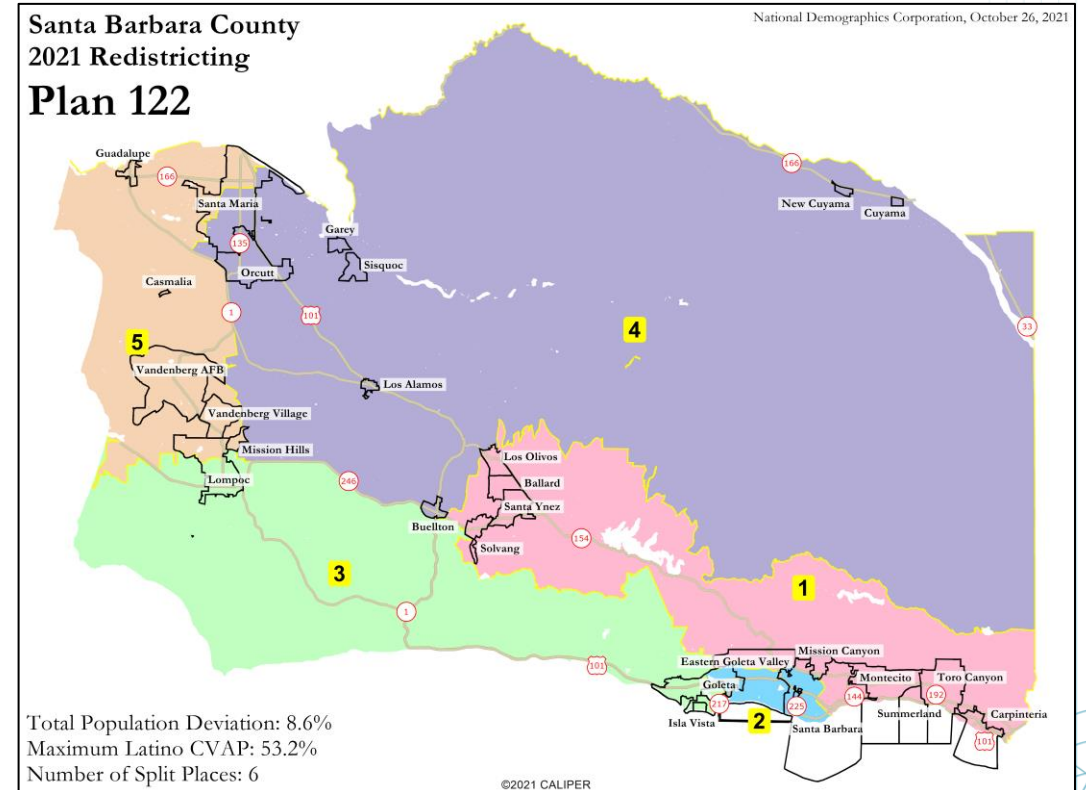 Santa Barbara County
2021 Redistricting
Plan 122
National Demographics Corporation, October 26, 2021
Guadalupe
166
166
Santa Maria
New Cuyama
Cuyama
Garey
135
Sisquoc
Orcutt
Casmalia
1
101
33
4
5
Vandenberg AFB
Los Alamos
Vandenberg Village
Mission Hills
Los Olivos
Lompoc
246
Ballard
Santa Ynez
Buellton
154
Solvang
3
1
1
Mission Canyon
Eastern Goleta Valley
101
Goleta
Montecito
Toro Canyon
217
225
144
192
Isla Vista
2
Santa Barbara
Summerland
Carpinteria
101
Total Population Deviation: 8.6%
Maximum Latino CVAP: 53.2%
Number of Split Places: 6
©2021 CALIPER